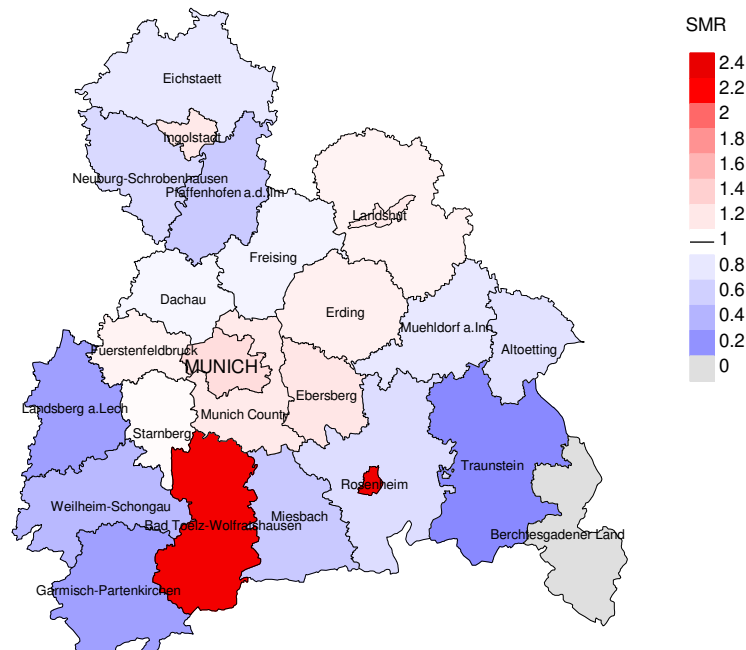 SMR
2.4
2.2
2
1.8
1.6
1.4
1.2
1
0.8
0.6
0.4
0.2
0
Eichstaett
Ingolstadt
Neuburg-Schrobenhausen
Pfaffenhofen a.d.Ilm
Landshut
Freising
Dachau
Erding
Muehldorf a.Inn
Altoetting
Fuerstenfeldbruck
MUNICH
Ebersberg
Landsberg a.Lech
Munich County
Starnberg
Traunstein
Rosenheim
Weilheim-Schongau
Miesbach
Bad Toelz-Wolfratshausen
Berchtesgadener Land
Garmisch-Partenkirchen